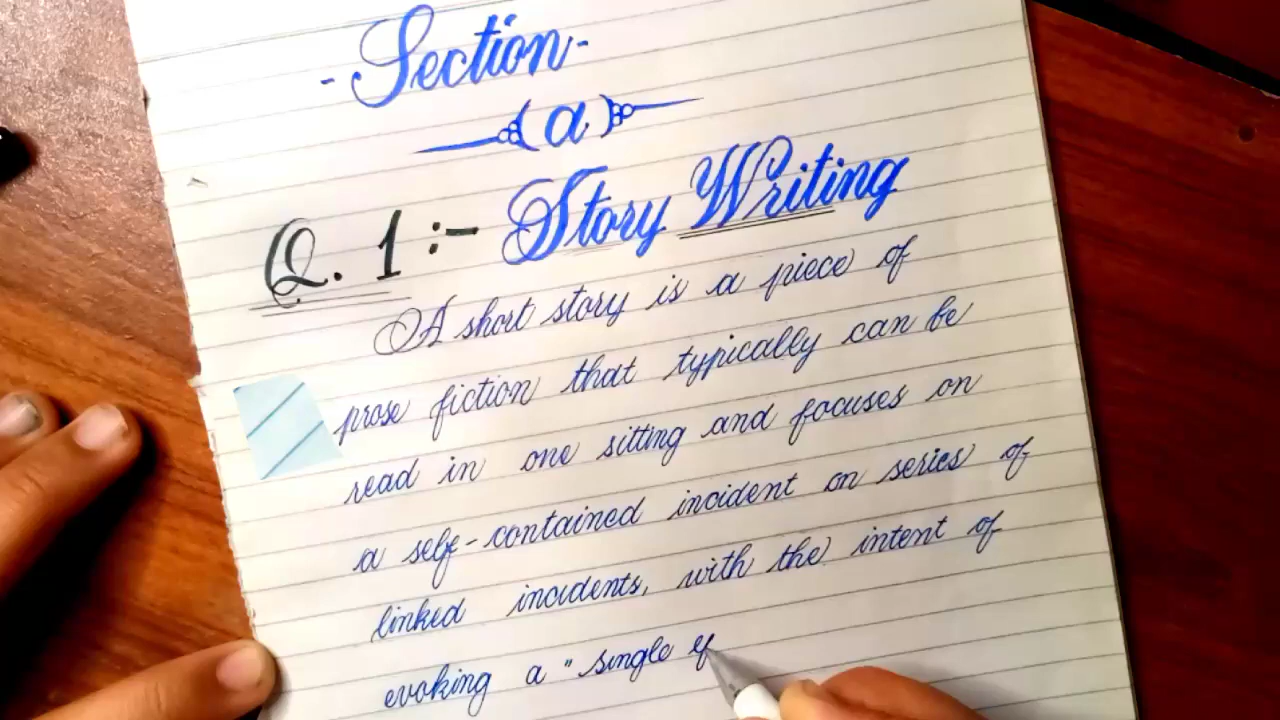 - Section -
(a)
Q. 1 :- Story Writing
A short story is a piece of
prose fiction that typically can be
read in one sitting and focuses on
a self-contained incident on series of
linked incidents, with the intent of
evoking a " single ef